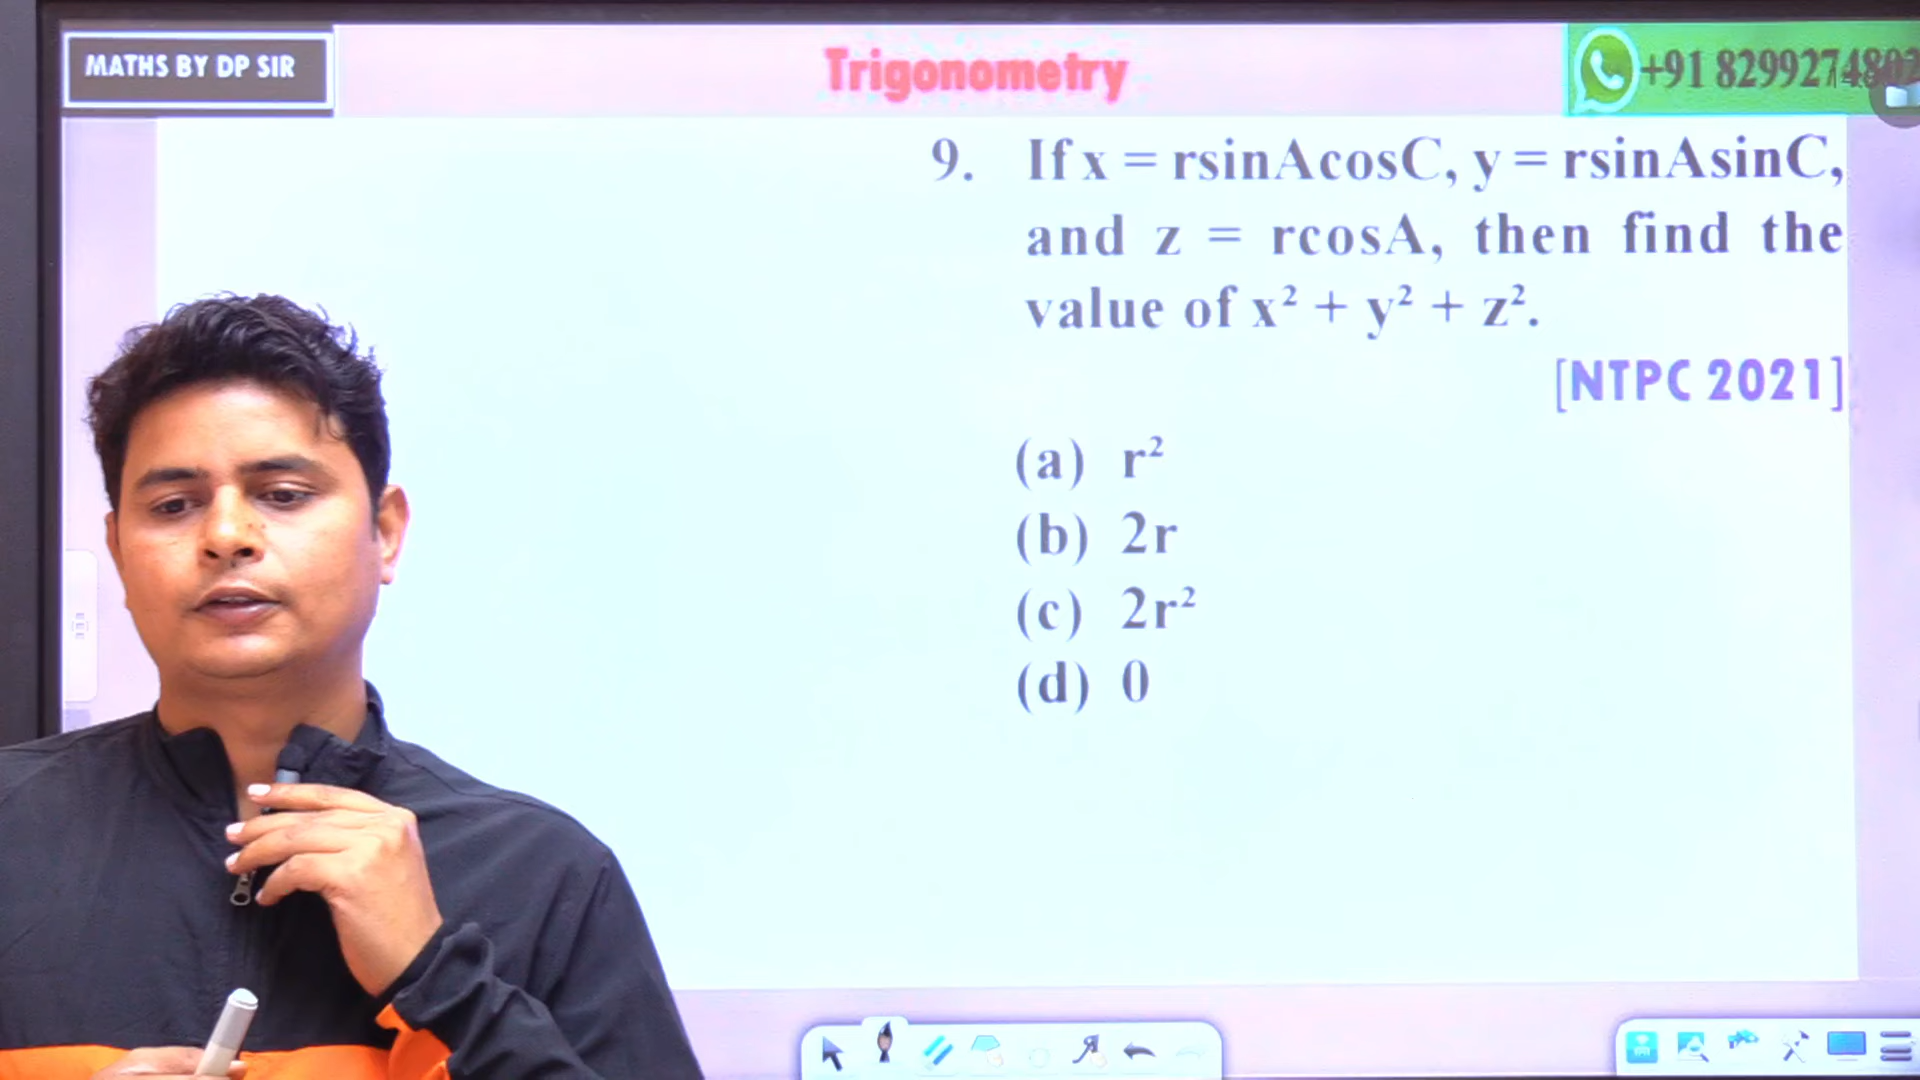 MATHS BY DP SIR
Trigonometry
+91 8299274802
9. If x = rsinAcosC, y = rsinAsinC,
and z = rcosA, then find the
value of x² + y² + z².
[NTPC 2021]
(a) r²
(b) 2r
(c) 2r²
(d) 0